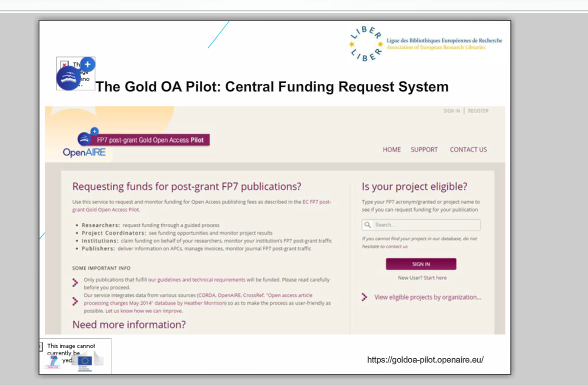 LIBER
LIBER
Ligue des Bibliothèques Européennes de Recherche
Association of European Research Libraries
The Gold OA Pilot: Central Funding Request System
SIGN IN | REGISTER
FP7 post-grant Gold Open Access Pilot
OpenAIRE
HOME SUPPORT CONTACT US
Requesting funds for post-grant FP7 publications?
Use this service to request and monitor funding for Open Access publishing fees as described in the EC FP7 post-
grant Gold Open Access Pilot.
• Researchers: request funding through a guided process
• Project Coordinators: see funding opportunities and monitor project results
• Institutions: claim funding on behalf of your researchers, monitor your institution's FP7 post-grant traffic
• Publishers: deliver information on APCs, manage invoices, monitor journal FP7 post-grant traffic
SOME IMPORTANT INFO
Only publications that fulfill our guidelines and technical requirements will be funded. Please read carefully
before you proceed.
Our service integrates data from various sources (CORDA, OpenAIRE, CrossRef, "Open access article
processing charges May 2014" database by Heather Morrison) so as to make the process as user-friendly as
possible. Let us know how we can improve.
Need more information?
Is your project eligible?
Type your FP7 acronym/granted or project name to
see if you can request funding for your publication
Search...
If you cannot find your project in our database, do not
hesitate to contact us
SIGN IN
New User? Start here
View eligible projects by organization...
This image cannot
currently be
https://goldoa-pilot.openaire.eu/